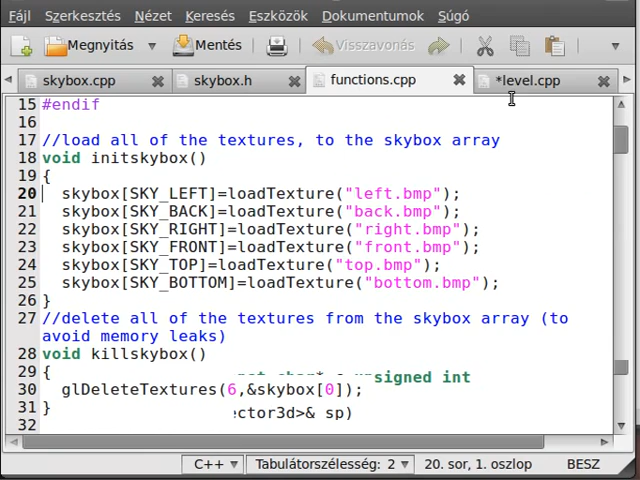 Fájl Szerkesztés Nézet Keresés Eszközök Dokumentumok Súgó
Megnyitás Mentés Visszavonás
skybox.cpp skybox.h functions.cpp *level.cpp
15 #endif
16
17 //load all of the textures, to the skybox array
18 void initskybox()
19 {
20 skybox[SKY_LEFT]=loadTexture("left.bmp");
21 skybox[SKY_BACK]=loadTexture("back.bmp");
22 skybox[SKY_RIGHT]=loadTexture("right.bmp");
23 skybox[SKY_FRONT]=loadTexture("front.bmp");
24 skybox[SKY_TOP]=loadTexture("top.bmp");
25 skybox[SKY_BOTTOM]=loadTexture("bottom.bmp");
26 }
27 //delete all of the textures from the skybox array (to
avoid memory leaks)
28 void killskybox()
29 { unsigned int
30 glDeleteTextures(6,&skybox[0]);
31 } ector3d>& sp)
32
C++ Tabulátorszélesség: 2 20. sor, 1. oszlop BESZ